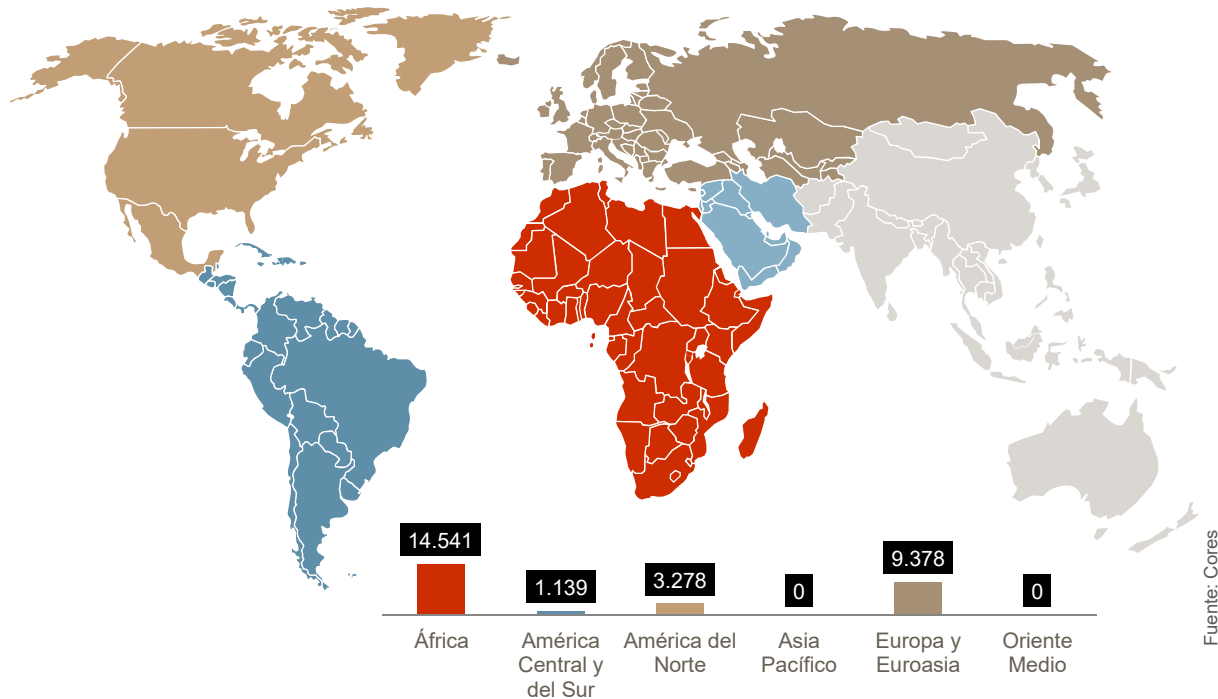 14.541
1.139
3.278
0
9.378
0
África
América
Central y
del Sur
América del
Norte
Asia
Pacífico
Europa y
Euroasia
Oriente
Medio
Fuente: Cores